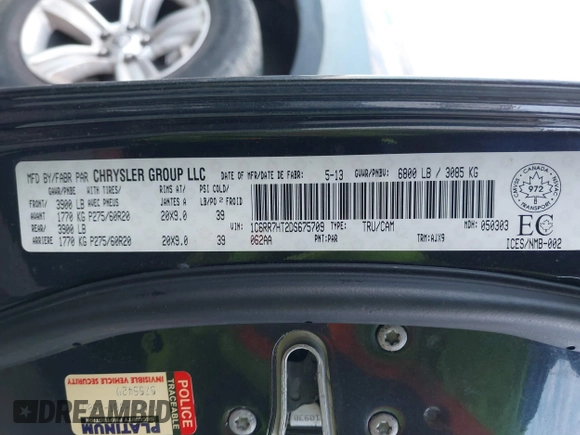 MFD BY/FABR PAR CHRYSLER GROUP LLC DATE OF MFR/DATE DE FABR: 5-13 GVWR/PNBV: 6800 LB / 3085 KG
GAWR/PNBE WITH TIRES/ RIMS AT/ PSI COLD/
FRONT/ 3900 LB AVEC PNEUS JANTES A LB/PO² FROID
AVANT 1770 KG P275/60R20 20X9.0 39
REAR/ 3900 LB
ARRIERE 1770 KG P275/60R20 20X9.0 39
VIN: 1C6RR7HT2DS675709 TYPE: TRU/CAM MDH: 050303
062AA PNT:PAR TRM:AJX9 ICES/NMB-002
CMVSS CANADA NSVAC
972
EC
POLICE
TRACEABLE
INVISIBLE VEHICLE SECURITY
PLATINUM
DREAMBID